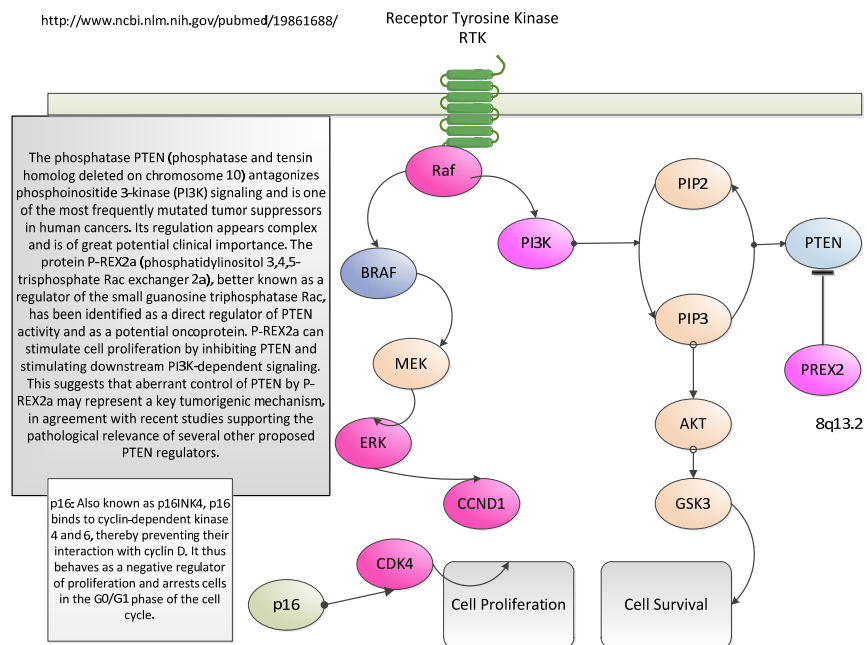 http://www.ncbi.nlm.nih.gov/pubmed/19861688/
Receptor Tyrosine Kinase
RTK
The phosphatase PTEN (phosphatase and tensin
homolog deleted on chromosome 10) antagonizes
phosphoinositide 3-kinase (PI3K) signaling and is one
of the most frequently mutated tumor suppressors
in human cancers. Its regulation appears complex
and is of great potential clinical importance. The
protein P-REX2a (phosphatidylinositol 3,4,5-
trisphosphate Rac exchanger 2a), better known as a
regulator of the small guanosine triphosphatase Rac,
has been identified as a direct regulator of PTEN
activity and as a potential oncoprotein. P-REX2a can
stimulate cell proliferation by inhibiting PTEN and
stimulating downstream PI3K-dependent signaling.
This suggests that aberrant control of PTEN by P-
REX2a may represent a key tumorigenic mechanism,
in agreement with recent studies supporting the
pathological relevance of several other proposed
PTEN regulators.
Raf
PIP2
PI3K
PTEN
BRAF
PIP3
MEK
PREX2
8q13.2
AKT
ERK
CCND1
GSK3
p16: Also known as p16INK4, p16
binds to cyclin-dependent kinase
4 and 6, thereby preventing their
interaction with cyclin D. It thus
behaves as a negative regulator
of proliferation and arrests cells
in the G0/G1 phase of the cell
cycle.
CDK4
p16
Cell Proliferation
Cell Survival